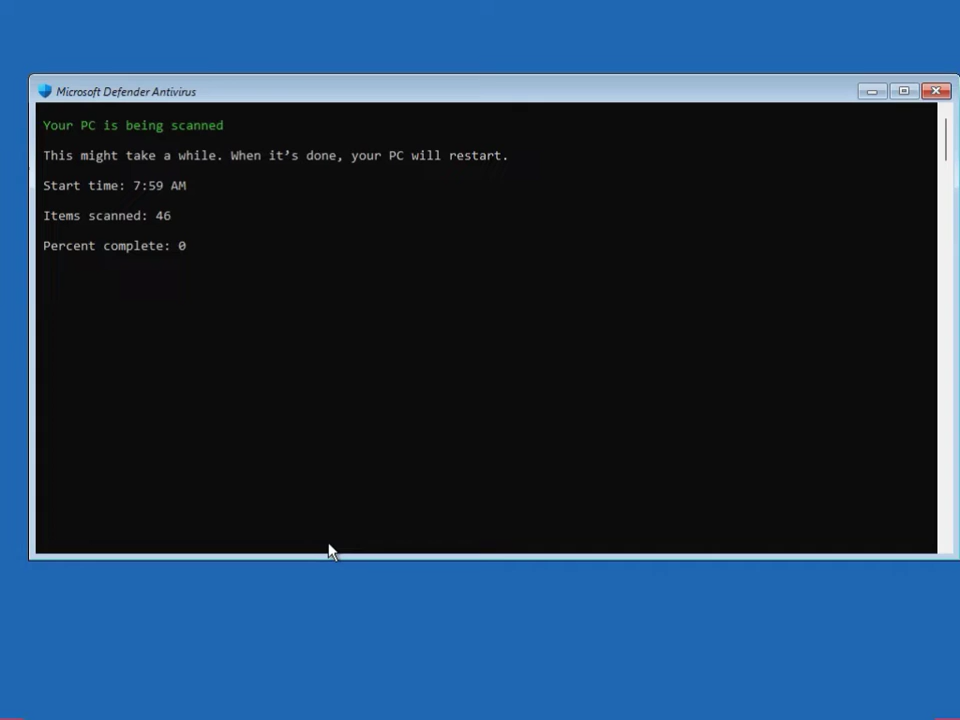 Microsoft Defender Antivirus
Your PC is being scanned
This might take a while. When it’s done, your PC will restart.
Start time: 7:59 AM
Items scanned: 46
Percent complete: 0